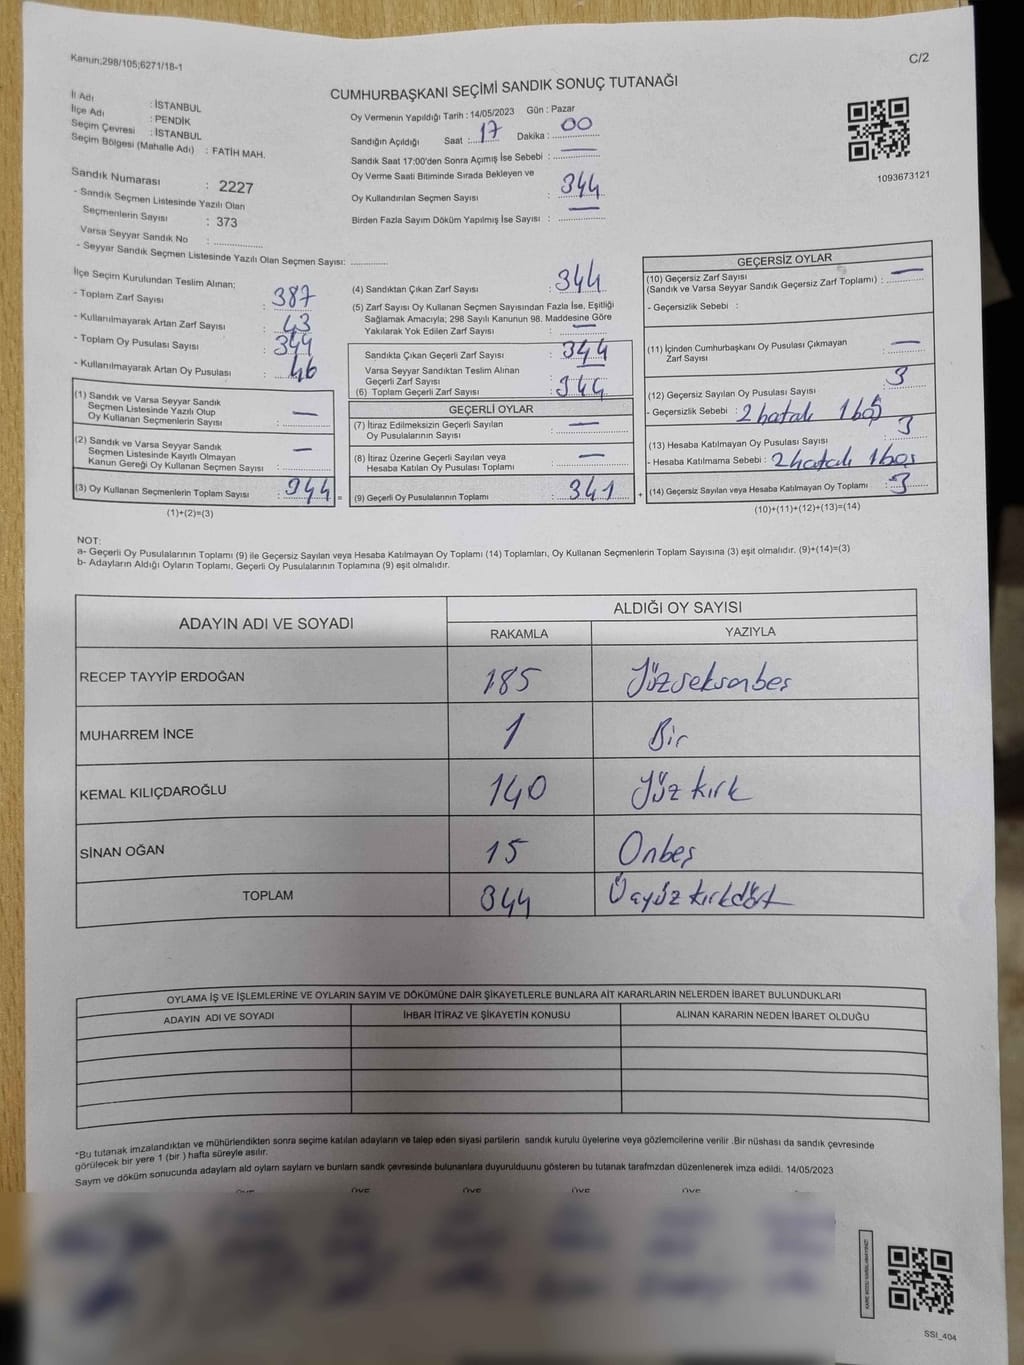 Kanun;298/105;6271/18-1
C/2
CUMHURBAŞKANI SEÇİMİ SANDIK SONUÇ TUTANAĞI
İl Adı : İSTANBUL
İlçe Adı : PENDİK
Seçim Çevresi : İSTANBUL
Seçim Bölgesi (Mahalle Adı) : FATİH MAH.
Oy Vermenin Yapıldığı Tarih : 14/05/2023 Gün : Pazar
Sandığın Açıldığı Saat : 17 Dakika : 00
Sandık Saat 17:00'den Sonra Açımış İse Sebebi : —
Oy Verme Saati Bitiminde Sırada Bekleyen ve
Oy Kullandırılan Seçmen Sayısı : 344
Birden Fazla Sayım Döküm Yapılmış İse Sayısı : —
1093673121
Sandık Numarası : 2227
- Sandık Seçmen Listesinde Yazılı Olan
Seçmenlerin Sayısı : 373
Varsa Seyyar Sandık No :
- Seyyar Sandık Seçmen Listesinde Yazılı Olan Seçmen Sayısı:
İlçe Seçim Kurulundan Teslim Alınan;
- Toplam Zarf Sayısı : 387
- Kullanılmayarak Artan Zarf Sayısı : 43
- Toplam Oy Pusulası Sayısı : 344
- Kullanılmayarak Artan Oy Pusulası : 46
(1) Sandık ve Varsa Seyyar Sandık
Seçmen Listesinde Yazılı Olup
Oy Kullanan Seçmenlerin Sayısı : —
(2) Sandık ve Varsa Seyyar Sandık
Seçmen Listesinde Kayıtlı Olmayan
Kanun Gereği Oy Kullanan Seçmen Sayısı : —
(3) Oy Kullanan Seçmenlerin Toplam Sayısı : 344 =
(1)+(2)=(3)
(4) Sandıktan Çıkan Zarf Sayısı : 344
(5) Zarf Sayısı Oy Kullanan Seçmen Sayısından Fazla İse, Eşitliği
Sağlamak Amacıyla; 298 Sayılı Kanunun 98. Maddesine Göre
Yakılarak Yok Edilen Zarf Sayısı : —
Sandıkta Çıkan Geçerli Zarf Sayısı : 344
Varsa Seyyar Sandıktan Teslim Alınan
Geçerli Zarf Sayısı : —
(6) Toplam Geçerli Zarf Sayısı : 344
GEÇERLİ OYLAR
(7) İtiraz Edilmeksizin Geçerli Sayılan
Oy Pusulalarının Sayısı : —
(8) İtiraz Üzerine Geçerli Sayılan veya
Hesaba Katılan Oy Pusulası Toplamı : —
(9) Geçerli Oy Pusulalarının Toplamı : 341 +
GEÇERSİZ OYLAR
(10) Geçersiz Zarf Sayısı
(Sandık ve Varsa Seyyar Sandık Geçersiz Zarf Toplamı) : —
- Geçersizlik Sebebi :
(11) İçinden Cumhurbaşkanı Oy Pusulası Çıkmayan
Zarf Sayısı : —
(12) Geçersiz Sayılan Oy Pusulası Sayısı : 3
- Geçersizlik Sebebi : 2 hatalı 1 boş
(13) Hesaba Katılmayan Oy Pusulası Sayısı : 3
- Hesaba Katılmama Sebebi : 2 hatalı 1 boş
(14) Geçersiz Sayılan veya Hesaba Katılmayan Oy Toplamı : 3
(10)+(11)+(12)+(13)=(14)
NOT:
a- Geçerli Oy Pusulalarının Toplamı (9) ile Geçersiz Sayılan veya Hesaba Katılmayan Oy Toplamı (14) Toplamları, Oy Kullanan Seçmenlerin Toplam Sayısına (3) eşit olmalıdır. (9)+(14)=(3)
b- Adayların Aldığı Oyların Toplamı, Geçerli Oy Pusulalarının Toplamına (9) eşit olmalıdır.
ADAYIN ADI VE SOYADI
ALDIĞI OY SAYISI
RAKAMLA YAZIYLA
RECEP TAYYİP ERDOĞAN 185 Yüzseksenbeş
MUHARREM İNCE 1 Bir
KEMAL KILIÇDAROĞLU 140 Yüz kırk
SİNAN OĞAN 15 Onbeş
TOPLAM 344 Üçyüz kırkdört
OYLAMA İŞ VE İŞLEMLERİNE VE OYLARIN SAYIM VE DÖKÜMÜNE DAİR ŞİKAYETLERLE BUNLARA AİT KARARLARIN NELERDEN İBARET BULUNDUKLARI
ADAYIN ADI VE SOYADI İHBAR İTİRAZ VE ŞİKAYETİN KONUSU ALINAN KARARIN NEDEN İBARET OLDUĞU
*Bu tutanak imzalandıktan ve mühürlendikten sonra seçime katılan adayların ve talep eden siyasi partilerin sandık kurulu üyelerine veya gözlemcilerine verilir .Bir nüshası da sandık çevresinde
görülecek bir yere 1 (bir ) hafta süreyle asılır.
Sayım ve döküm sonucunda adayların ald oyların sayların ve bunların sandk çevresinde bulunanlara duyurulduunu gösteren bu tutanak tarafmzdan düzenlenerek imza edildi. 14/05/2023
ÜYE ÜYE ÜYE ÜYE ÜYE
SSI_404